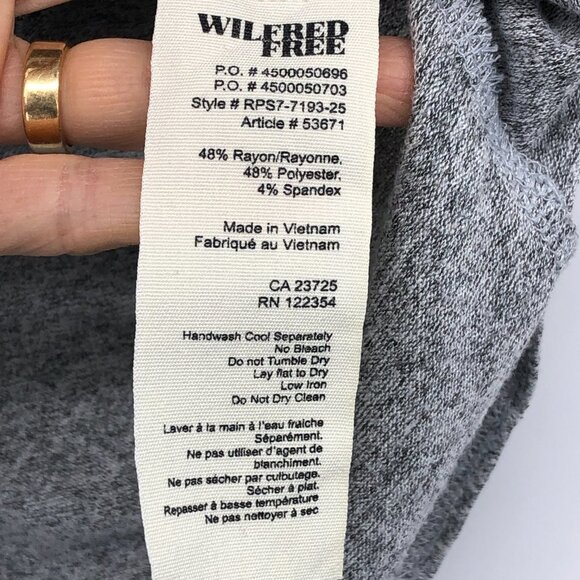 WILFRED
FREE
P.O. # 4500050696
P.O. # 4500050703
Style # RPS7-7193-25
Article # 53671
48% Rayon/Rayonne,
48% Polyester,
4% Spandex
Made in Vietnam
Fabriqué au Vietnam
CA 23725
RN 122354
Handwash Cool Separately
No Bleach
Do not Tumble Dry
Lay flat to Dry
Low Iron
Do Not Dry Clean
Laver à la main à l'eau fraîche
Séparément.
Ne pas utiliser d'agent de
blanchiment.
Ne pas sécher par culbutage.
Sécher à plat.
Repasser à basse température
Ne pas nettoyer à sec